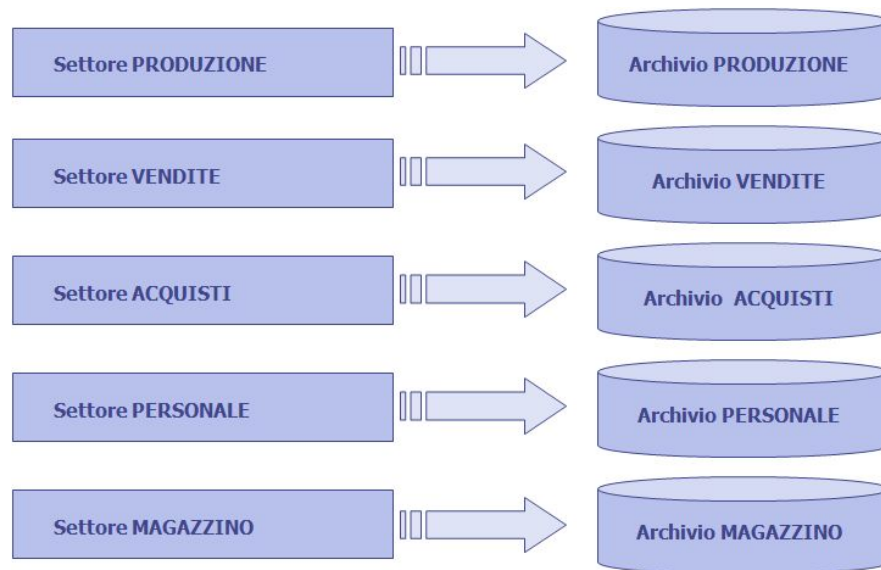 Settore PRODUZIONE
Archivio PRODUZIONE
Settore VENDITE
Archivio VENDITE
Settore ACQUISTI
Archivio ACQUISTI
Settore PERSONALE
Archivio PERSONALE
Settore MAGAZZINO
Archivio MAGAZZINO